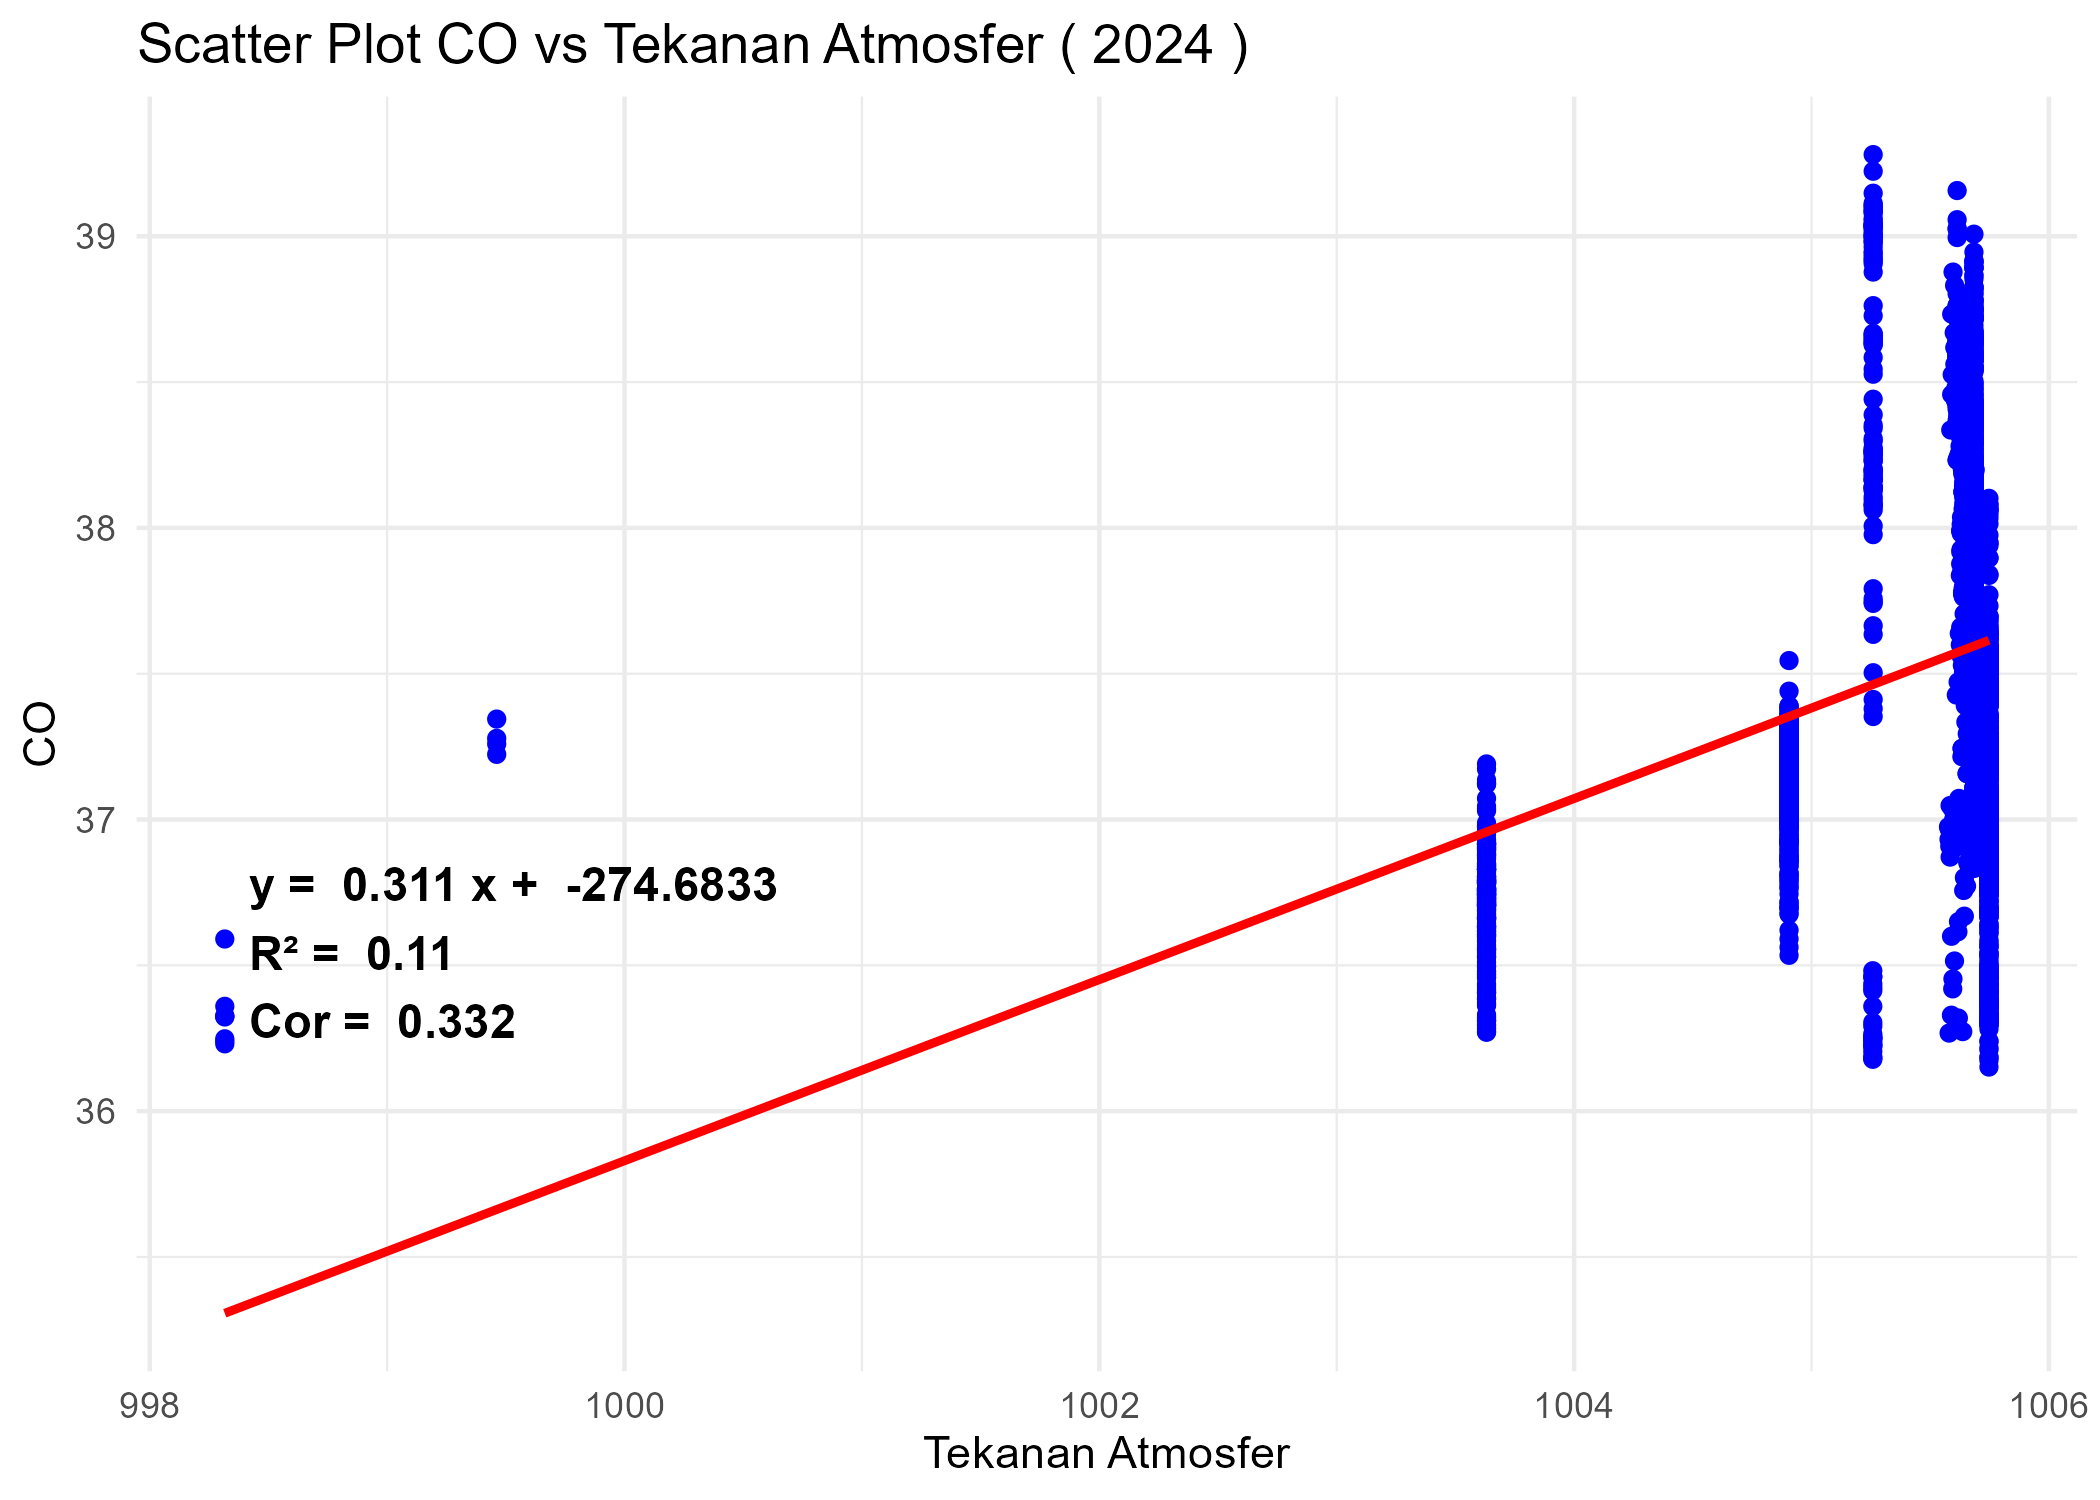 Scatter Plot CO vs Tekanan Atmosfer ( 2024 )
39
38
37
36
CO
y = 0.311 x + -274.6833
R² = 0.11
Cor = 0.332
998 1000 1002 1004 1006
Tekanan Atmosfer